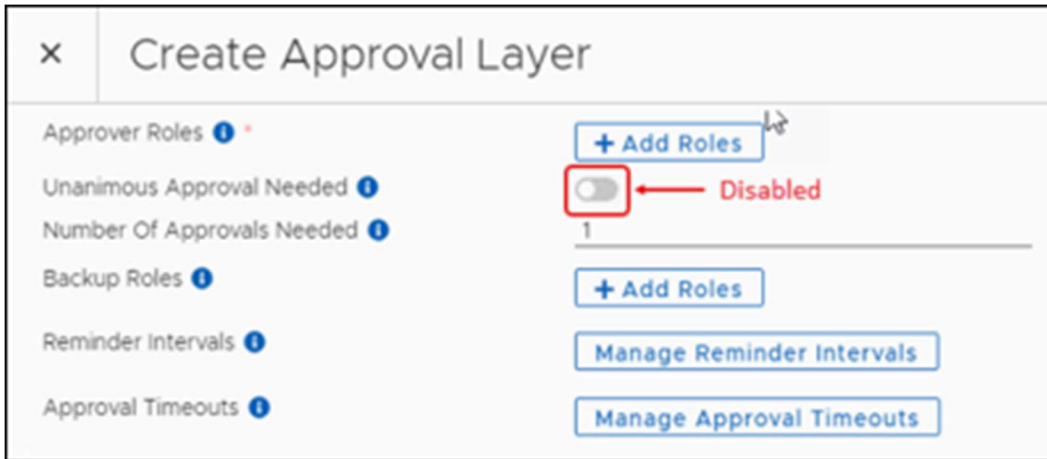 × Create Approval Layer
Approver Roles *
+ Add Roles
Unanimous Approval Needed
Disabled
Number Of Approvals Needed
1
Backup Roles
+ Add Roles
Reminder Intervals
Manage Reminder Intervals
Approval Timeouts
Manage Approval Timeouts